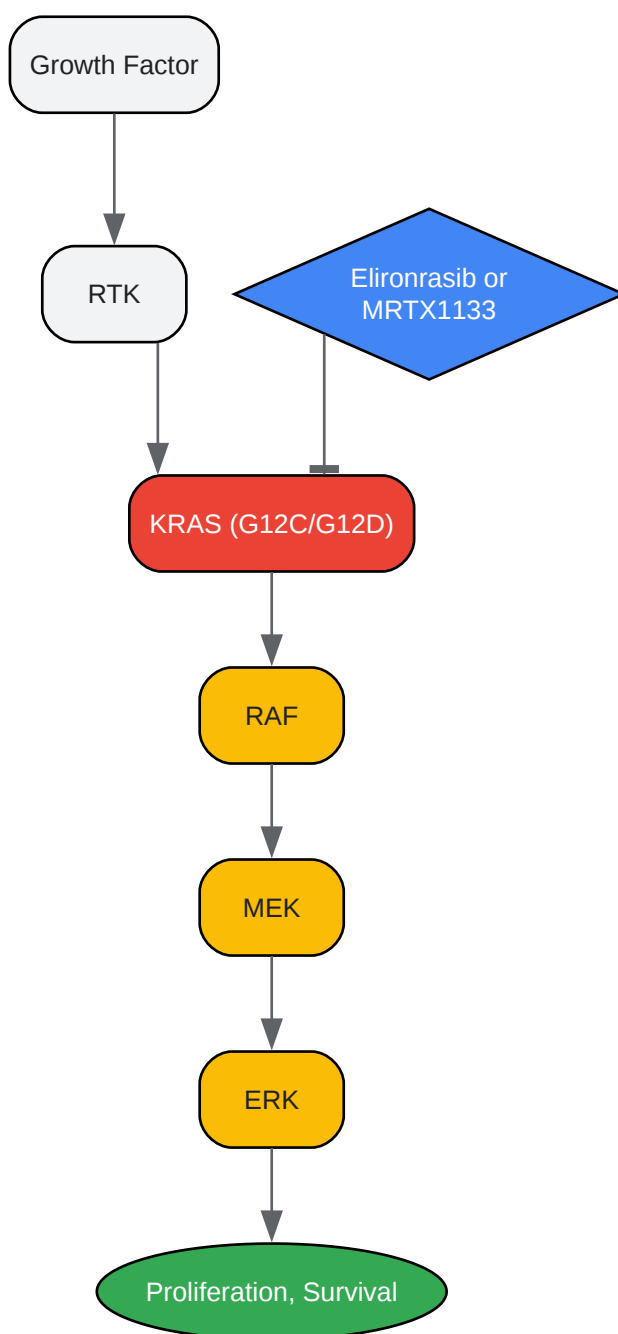 Growth Factor
RTK
Elironrasib or
MRTX1133
KRAS (G12C/G12D)
RAF
MEK
ERK
Proliferation, Survival